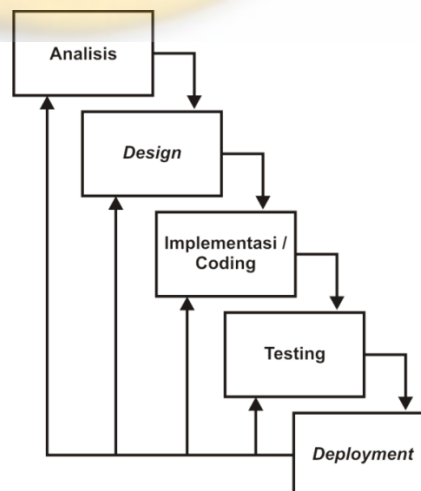 Analisis
Design
Implementasi /
Coding
Testing
Deployment